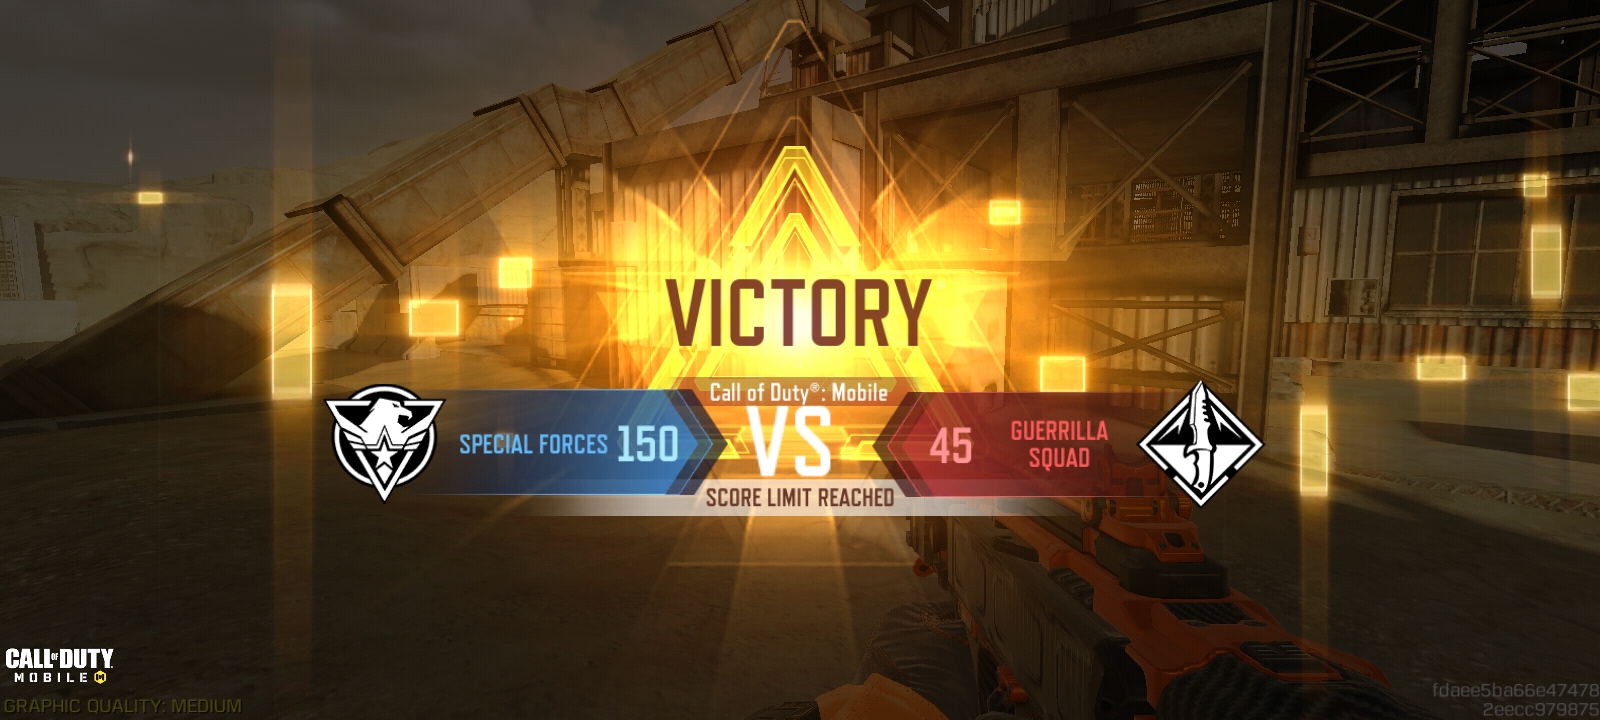 VICTORY
Call of Duty®: Mobile
SPECIAL FORCES 150
VS
45 GUERRILLA
SQUAD
SCORE LIMIT REACHED
CALL OF DUTY
MOBILE
GRAPHIC QUALITY: MEDIUM
fdaee5ba66e47478
2eecc979875